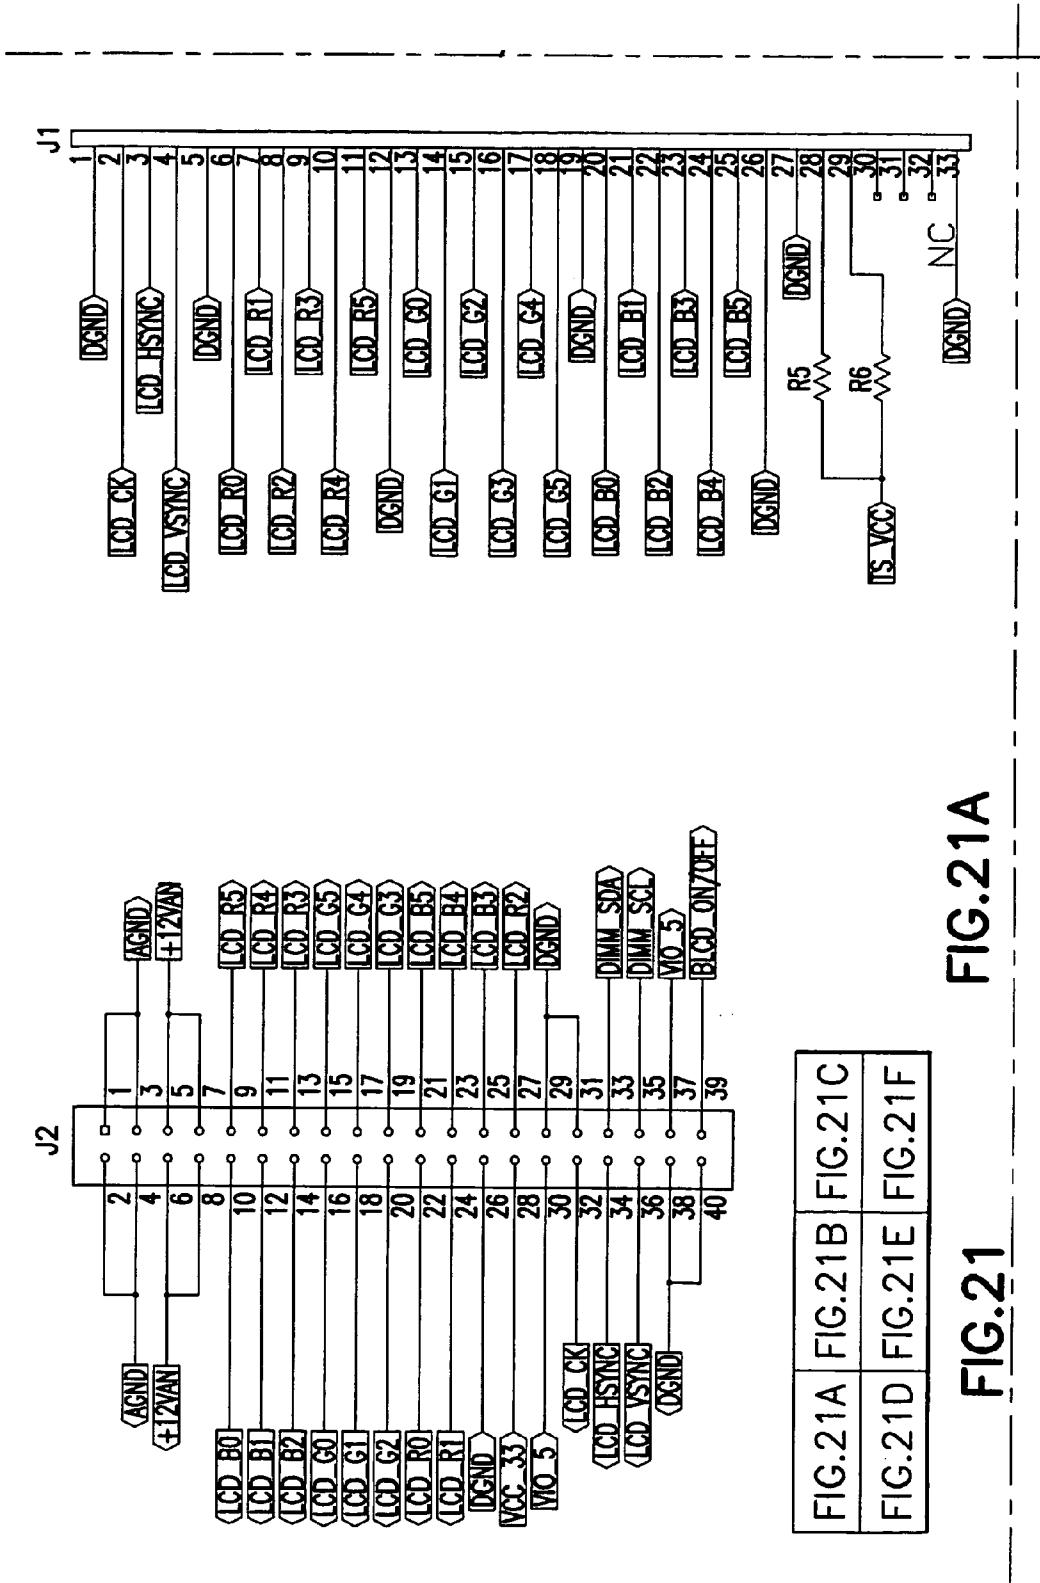 J1
1
2
3
4
5
6
7
8
9
10
11
12
13
14
15
16
17
18
19
20
21
22
23
24
25
26
27
28
29
30
31
32
33
DGND
LCD_CK
LCD_HSYNC
LCD_VSYNC
DGND
LCD_R0
LCD_R1
LCD_R2
LCD_R3
LCD_R4
LCD_R5
DGND
LCD_G0
LCD_G1
LCD_G2
LCD_G3
LCD_G4
LCD_G5
DGND
LCD_B0
LCD_B1
LCD_B2
LCD_B3
LCD_B4
LCD_B5
DGND
DGND
R5
R6
TS_VCC
NC
DGND
J2
1
3
5
7
9
11
13
15
17
19
21
23
25
27
29
31
33
35
37
39
AGND
+12VAN
LCD_R5
LCD_R4
LCD_R3
LCD_G5
LCD_G4
LCD_G3
LCD_B5
LCD_B4
LCD_B3
LCD_R2
DGND
DIMM_SDA
DIMM_SCL
VIO_5
BLCD_ON/OFF
2
4
6
8
10
12
14
16
18
20
22
24
26
28
30
32
34
36
38
40
AGND
+12VAN
LCD_B0
LCD_B1
LCD_B2
LCD_G0
LCD_G1
LCD_G2
LCD_R0
LCD_R1
DGND
VCC_33
VIO_5
LCD_CK
LCD_HSYNC
LCD_VSYNC
DGND
FIG.21A FIG.21B FIG.21C
FIG.21D FIG.21E FIG.21F
FIG.21
FIG.21A